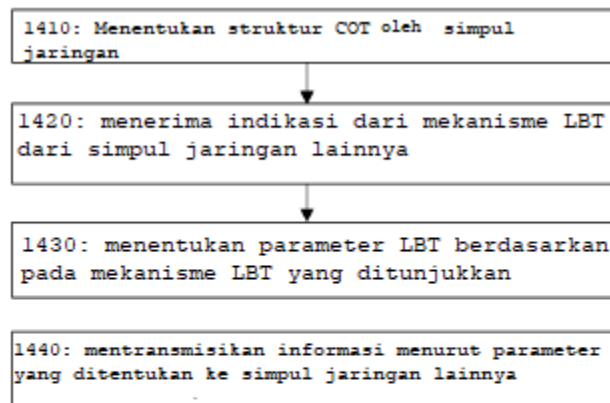 1410: Menentukan struktur COT oleh simpul
jaringan
1420: menerima indikasi dari mekanisme LBT
dari simpul jaringan lainnya
1430: menentukan parameter LBT berdasarkan
pada mekanisme LBT yang ditunjukkan
1440: mentransmisikan informasi menurut parameter
yang ditentukan ke simpul jaringan lainnya